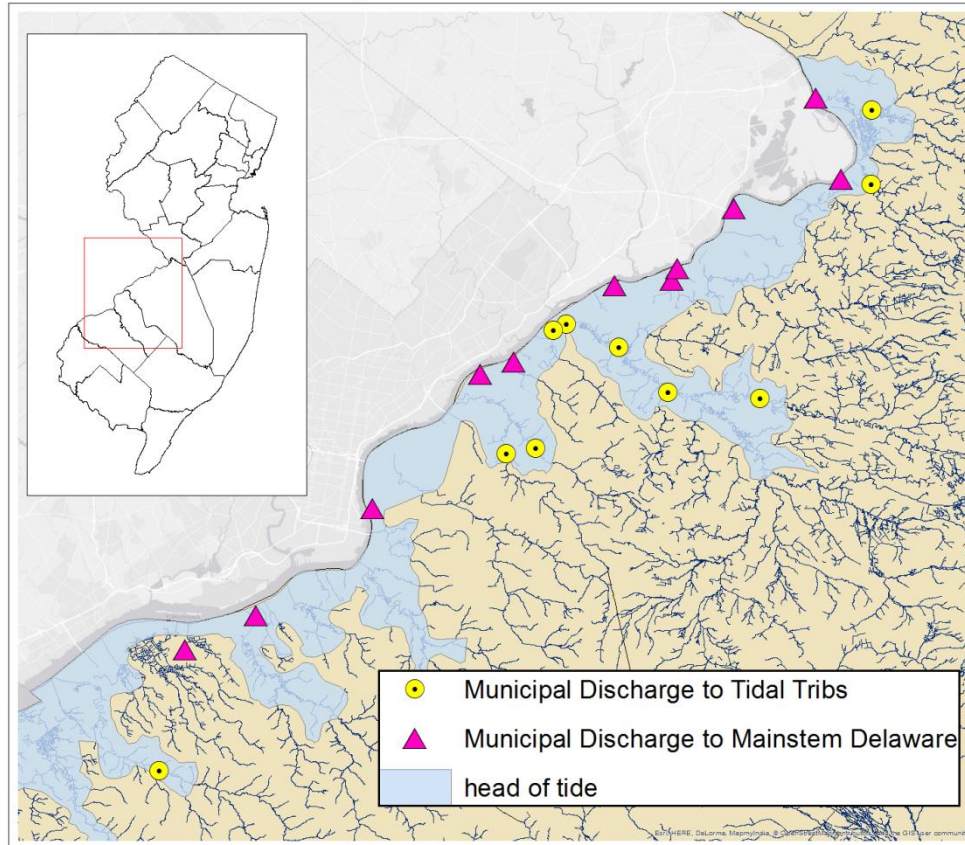 Municipal Discharge to Tidal Tribs
Municipal Discharge to Mainstem Delaware
head of tide
Esri, HERE, DeLorme, MapmyIndia, © OpenStreetMap contributors, and the GIS user community